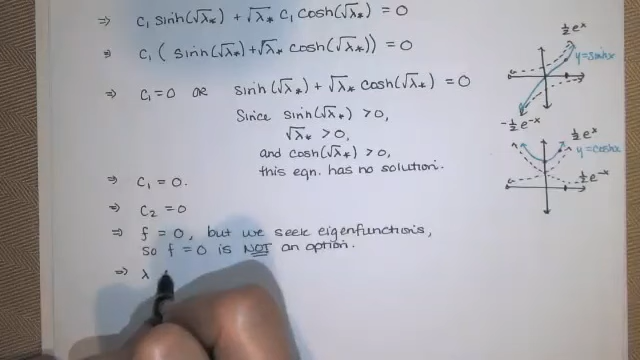 ⇒ C₁ sinh(√λ*) + √λ* C₁ cosh(√λ*) = 0
⇒ C₁ ( sinh(√λ*) + √λ* cosh(√λ*)) = 0
⇒ C₁ = 0 OR sinh(√λ*) + √λ* cosh(√λ*) = 0
Since sinh(√λ*) > 0,
√λ* > 0,
and cosh(√λ*) > 0,
this eqn. has no solution.
⇒ C₁ = 0.
⇒ C₂ = 0
⇒ f = 0, but we seek eigenfunctions,
so f = 0 is NOT an option.
⇒ λ
½eˣ
y=sinhx
-½e⁻ˣ
½eˣ
y=coshx
½e⁻ˣ